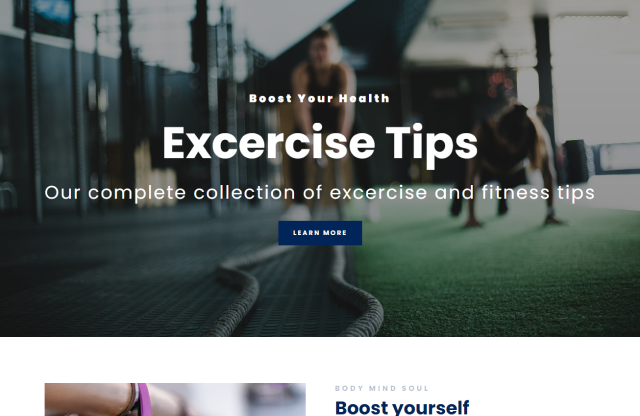 Boost Your Health
Excercise Tips
Our complete collection of excercise and fitness tips
LEARN MORE
BODY MIND SOUL
Boost yourself